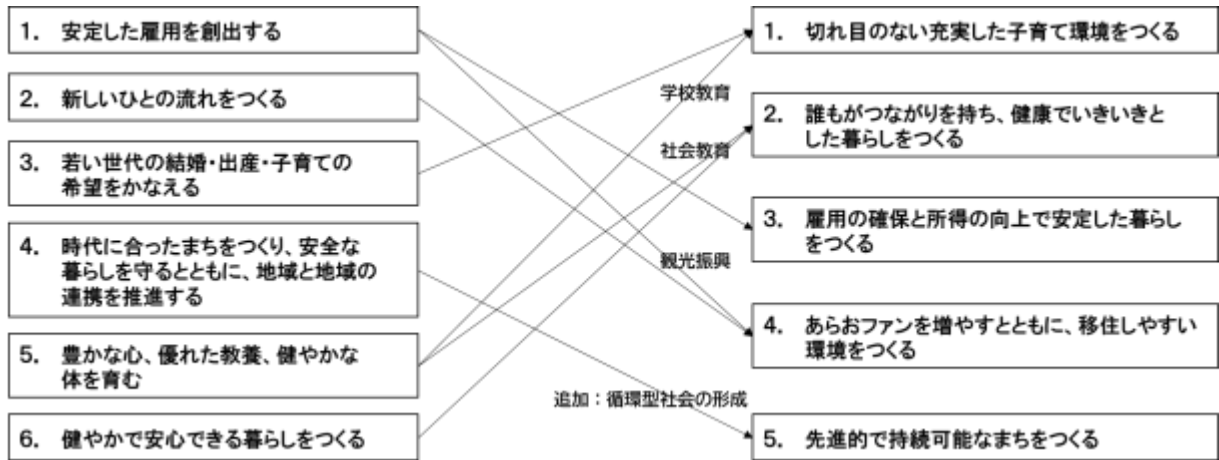 1. 安定した雇用を創出する
2. 新しいひとの流れをつくる
3. 若い世代の結婚・出産・子育ての
希望をかなえる
4. 時代に合ったまちをつくり、安全な
暮らしを守るとともに、地域と地域の
連携を推進する
5. 豊かな心、優れた教養、健やかな
体を育む
6. 健やかで安心できる暮らしをつくる
学校教育
社会教育
観光振興
追加：循環型社会の形成
1. 切れ目のない充実した子育て環境をつくる
2. 誰もがつながりを持ち、健康でいきいきと
した暮らしをつくる
3. 雇用の確保と所得の向上で安定した暮らし
をつくる
4. あらおファンを増やすとともに、移住しやすい
環境をつくる
5. 先進的で持続可能なまちをつくる